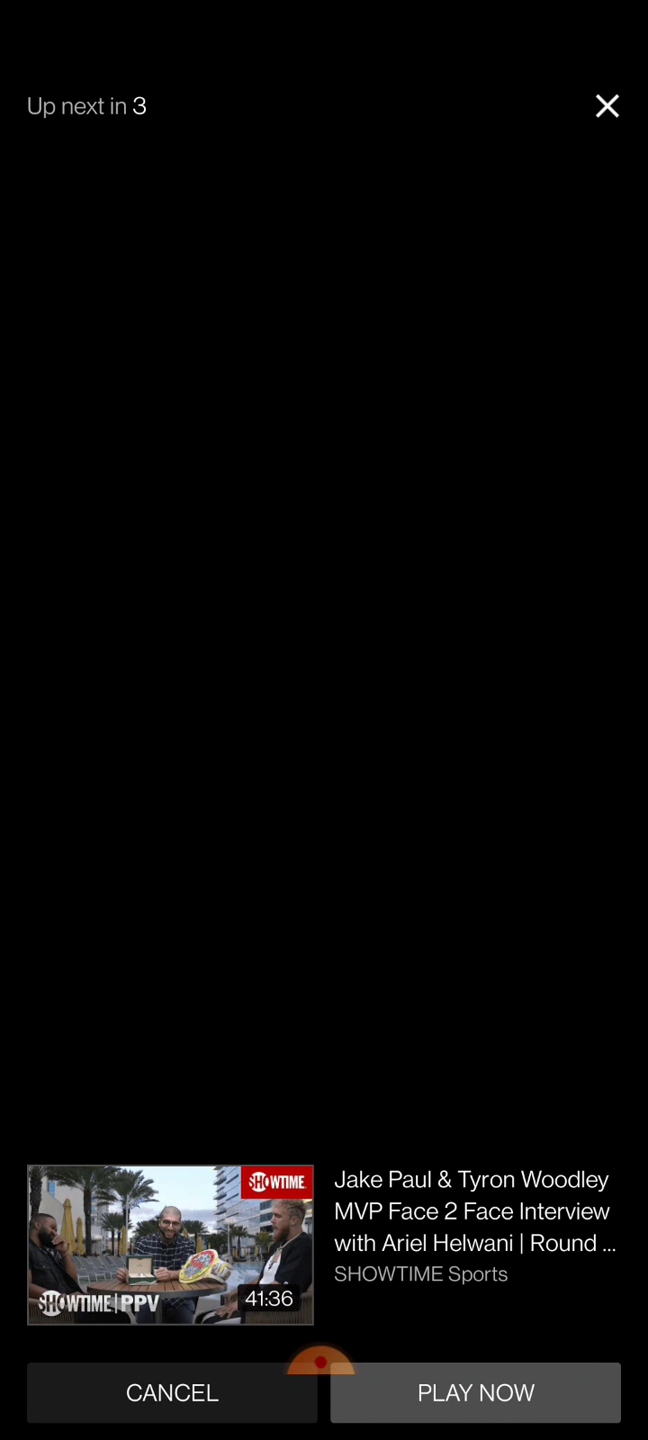 Up next in 3
SHOWTIME
SHOWTIME | PPV
41:36
Jake Paul & Tyron Woodley
MVP Face 2 Face Interview
with Ariel Helwani | Round ...
SHOWTIME Sports
CANCEL
PLAY NOW